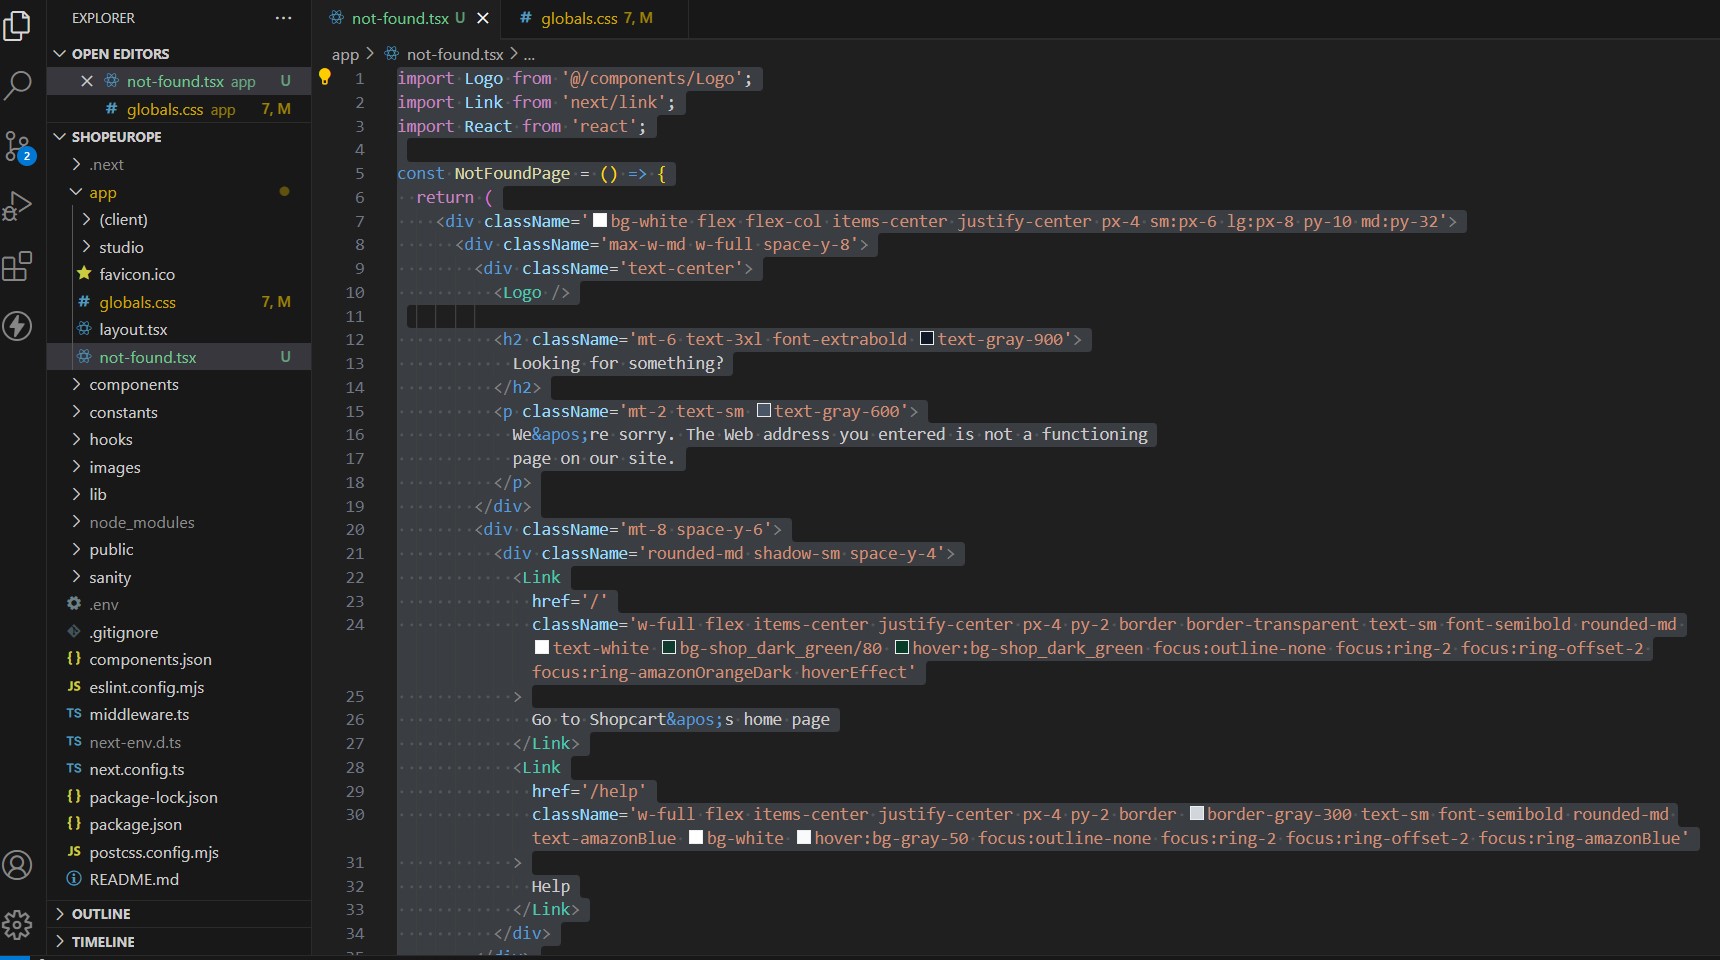 EXPLORER ...
OPEN EDITORS
not-found.tsx app U
# globals.css app 7, M
SHOPEUROPE
.next
app
(client)
studio
favicon.ico
# globals.css 7, M
layout.tsx
not-found.tsx U
components
constants
hooks
images
lib
node_modules
public
sanity
.env
.gitignore
{} components.json
JS eslint.config.mjs
TS middleware.ts
TS next-env.d.ts
TS next.config.ts
{} package-lock.json
{} package.json
JS postcss.config.mjs
README.md
OUTLINE
TIMELINE
2
not-found.tsx U
# globals.css 7, M
app > not-found.tsx > ...
1 import Logo from '@/components/Logo';
2 import Link from 'next/link';
3 import React from 'react';
4
5 const NotFoundPage = () => {
6 return (
7 <div className='bg-white flex flex-col items-center justify-center px-4 sm:px-6 lg:px-8 py-10 md:py-32'>
8 <div className='max-w-md w-full space-y-8'>
9 <div className='text-center'>
10 <Logo />
11
12 <h2 className='mt-6 text-3xl font-extrabold text-gray-900'>
13 Looking for something?
14 </h2>
15 <p className='mt-2 text-sm text-gray-600'>
16 We&apos;re sorry. The Web address you entered is not a functioning
17 page on our site.
18 </p>
19 </div>
20 <div className='mt-8 space-y-6'>
21 <div className='rounded-md shadow-sm space-y-4'>
22 <Link
23 href='/'
24 className='w-full flex items-center justify-center px-4 py-2 border border-transparent text-sm font-semibold rounded-md
text-white bg-shop_dark_green/80 hover:bg-shop_dark_green focus:outline-none focus:ring-2 focus:ring-offset-2
focus:ring-amazonOrangeDark hoverEffect'
25 >
26 Go to Shopcart&apos;s home page
27 </Link>
28 <Link
29 href='/help'
30 className='w-full flex items-center justify-center px-4 py-2 border border-gray-300 text-sm font-semibold rounded-md
text-amazonBlue bg-white hover:bg-gray-50 focus:outline-none focus:ring-2 focus:ring-offset-2 focus:ring-amazonBlue'
31 >
32 Help
33 </Link>
34 </div>